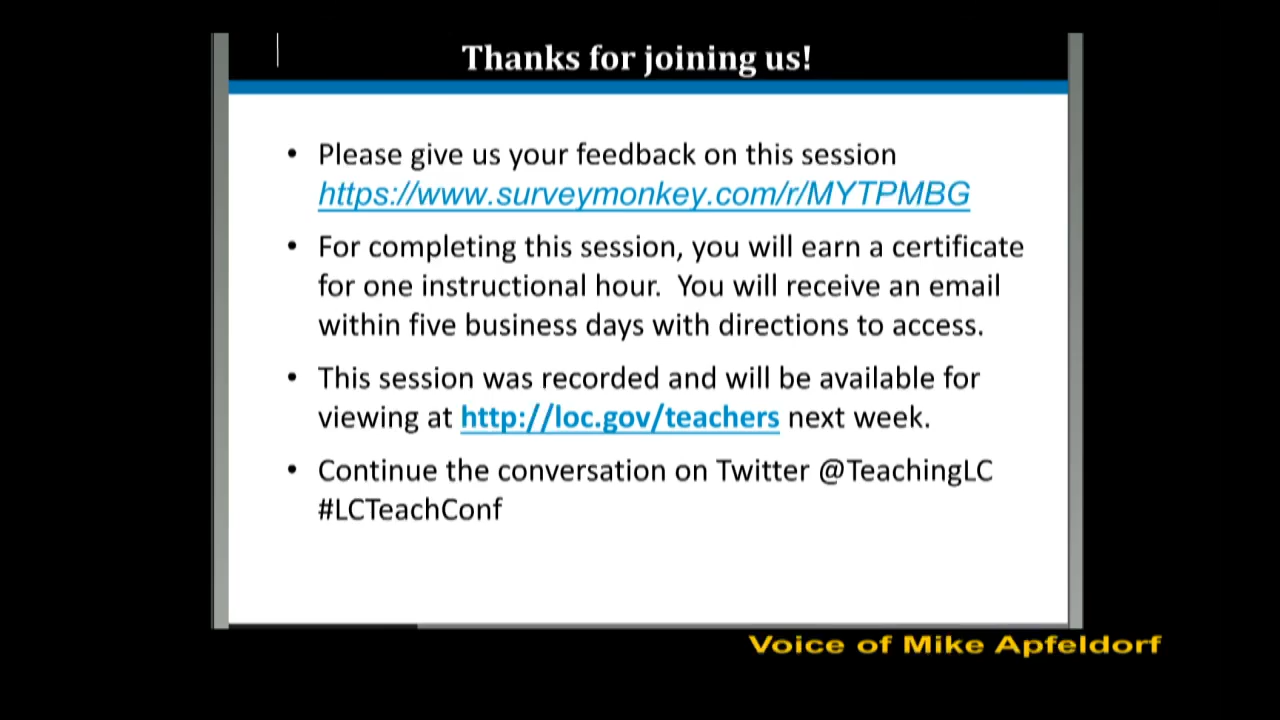 Thanks for joining us!
• Please give us your feedback on this session
https://www.surveymonkey.com/r/MYTPMBG
• For completing this session, you will earn a certificate
for one instructional hour.  You will receive an email
within five business days with directions to access.
• This session was recorded and will be available for
viewing at http://loc.gov/teachers next week.
• Continue the conversation on Twitter @TeachingLC
#LCTeachConf
Voice of Mike Apfeldorf